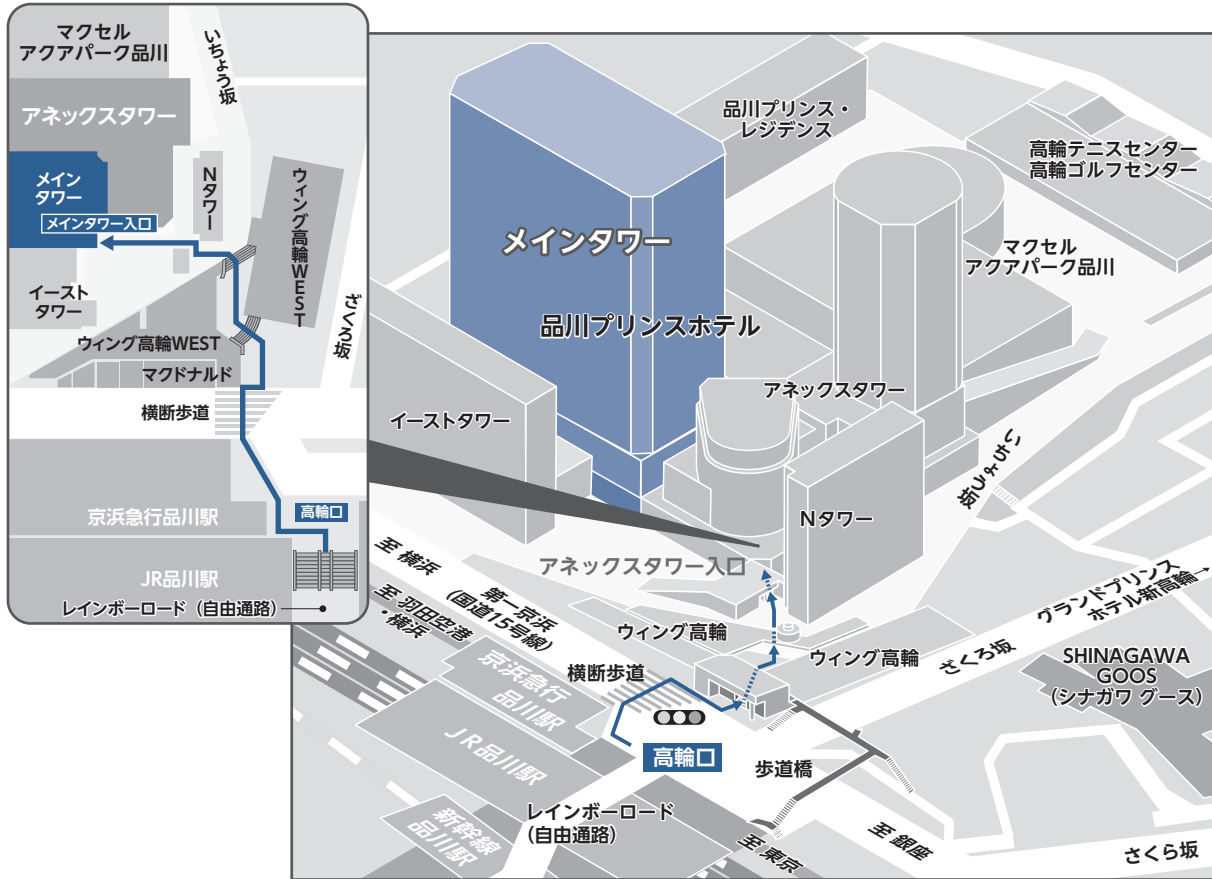 マクセル
アクアパーク品川
いちょう坂
アネックスタワー
メイン
タワー
メインタワー入口
Nタワー
ウィング高輪WEST
イースト
タワー
ざくろ坂
ウィング高輪WEST
マクドナルド
横断歩道
京浜急行品川駅
高輪口
JR品川駅
レインボーロード（自由通路）
品川プリンス・
レジデンス
高輪テニスセンター
高輪ゴルフセンター
メインタワー
マクセル
アクアパーク品川
品川プリンスホテル
アネックスタワー
イーストタワー
いちょう坂
Nタワー
アネックスタワー入口
至 横浜
第一京浜
（国道15号線）
至 羽田空港
・横浜
グランドプリンス
ホテル新高輪→
ウィング高輪
ウィング高輪
ざくろ坂
SHINAGAWA
GOOS
（シナガワ グース）
横断歩道
京浜急行
品川駅
JR品川駅
高輪口
歩道橋
レインボーロード
（自由通路）
新幹線
品川駅
至 東京
至 銀座
さくら坂